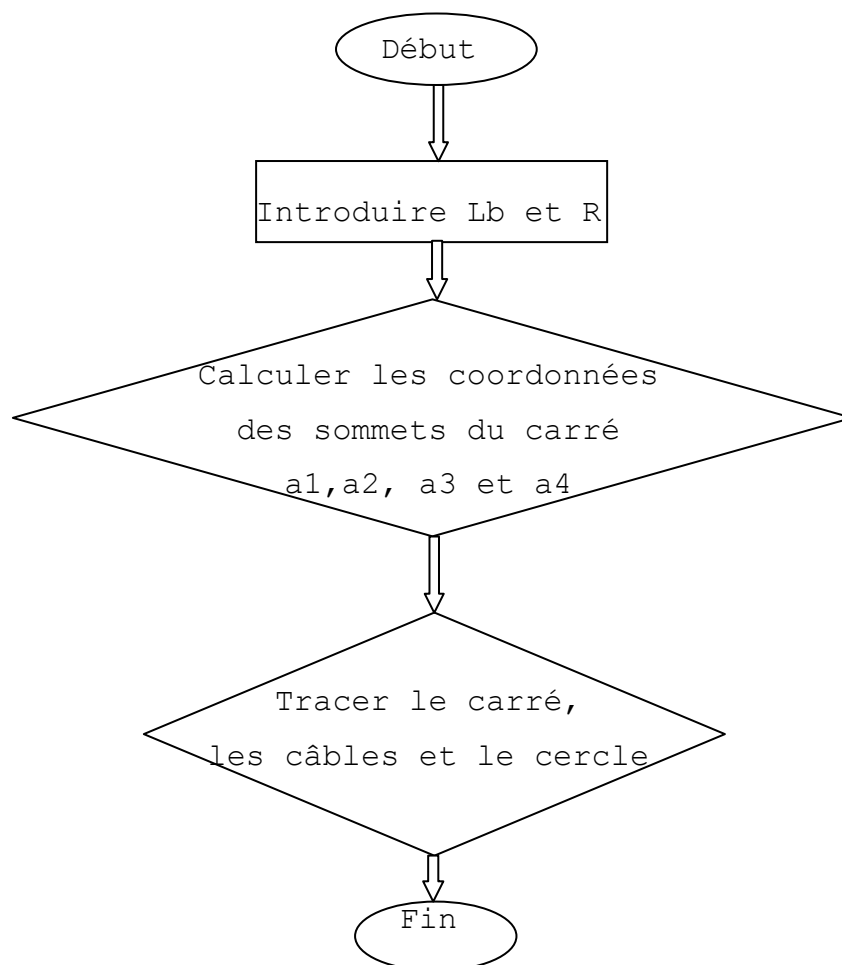 Début
Introduire Lb et R
Calculer les coordonnées
des sommets du carré
a1,a2, a3 et a4
Tracer le carré,
les câbles et le cercle
Fin